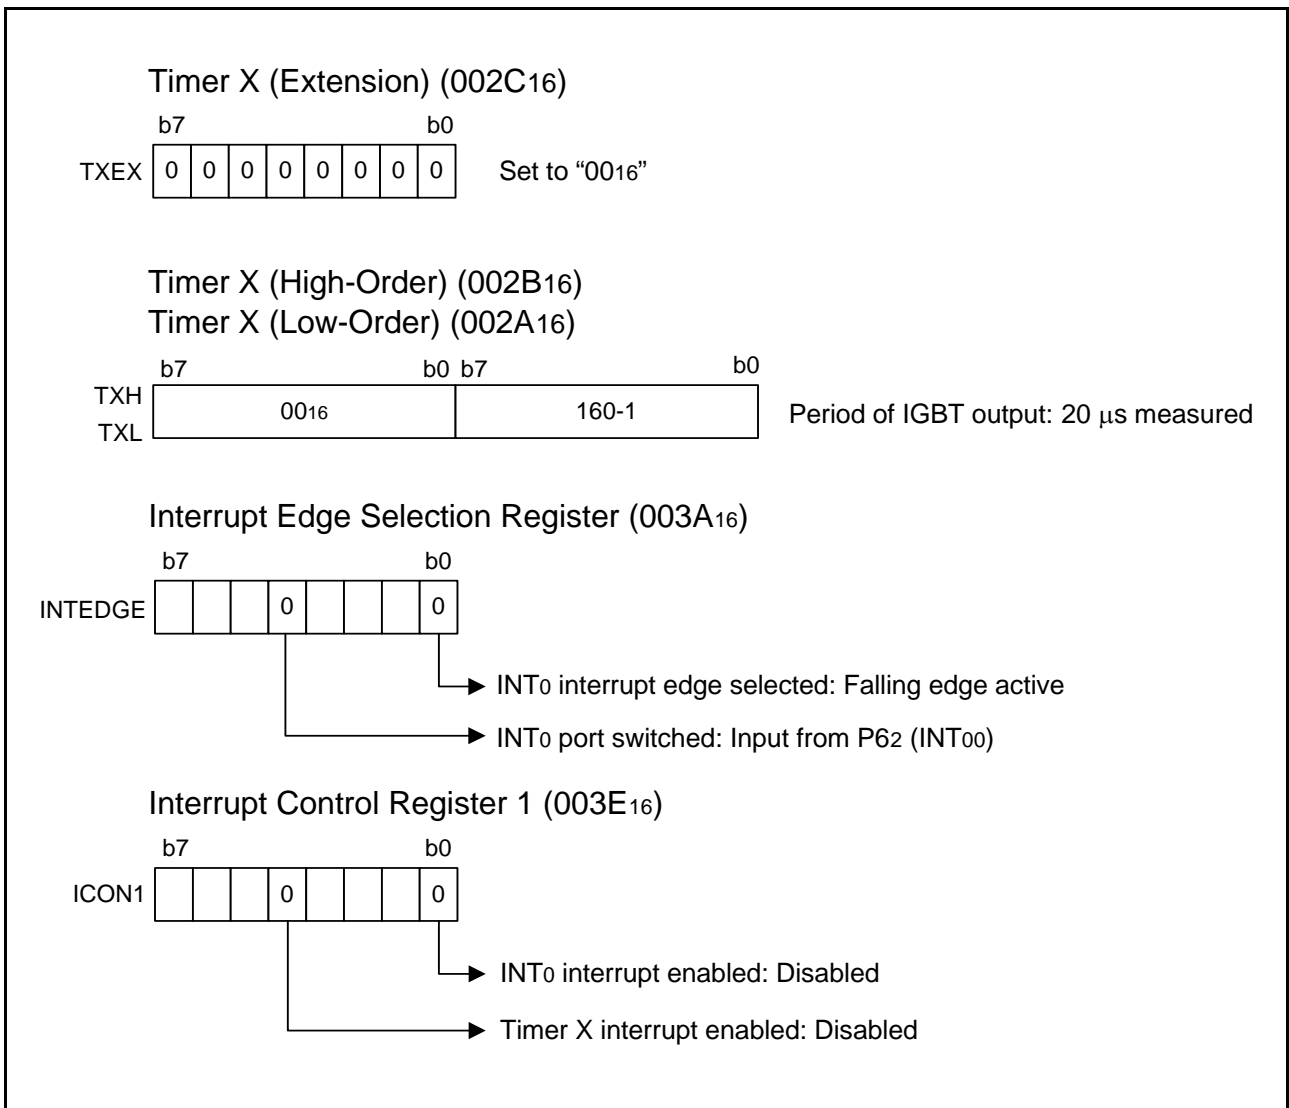 Timer X (Extension) (002C16)
b7 b0
TXEX 0 0 0 0 0 0 0 0 Set to “0016”
Timer X (High-Order) (002B16)
Timer X (Low-Order) (002A16)
b7 b0 b7 b0
TXH
TXL
0016 160-1 Period of IGBT output: 20 μs measured
Interrupt Edge Selection Register (003A16)
b7 b0
INTEDGE 0 0
INT0 interrupt edge selected: Falling edge active
INT0 port switched: Input from P62 (INT00)
Interrupt Control Register 1 (003E16)
b7 b0
ICON1 0 0
INT0 interrupt enabled: Disabled
Timer X interrupt enabled: Disabled